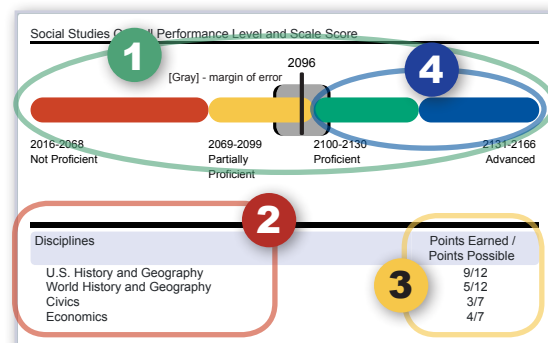 Social Studies Overall Performance Level and Scale Score
1
2096
4
[Gray] - margin of error
2016-2068
Not Proficient
2069-2099
Partially
Proficient
2100-2130
Proficient
2131-2166
Advanced
2
Disciplines
Points Earned /
Points Possible
3
U.S. History and Geography 9/12
World History and Geography 5/12
Civics 3/7
Economics 4/7